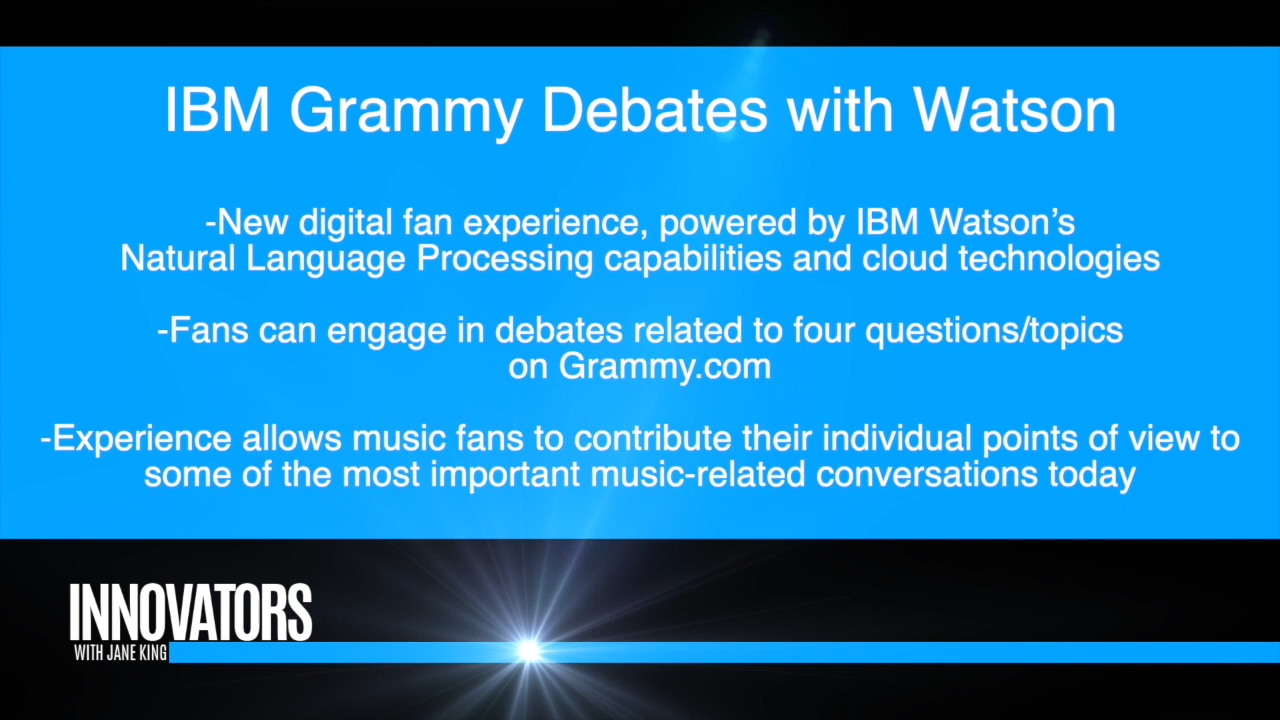 IBM Grammy Debates with Watson
-New digital fan experience, powered by IBM Watson’s
Natural Language Processing capabilities and cloud technologies
-Fans can engage in debates related to four questions/topics
on Grammy.com
-Experience allows music fans to contribute their individual points of view to
some of the most important music-related conversations today
INNOVATORS
WITH JANE KING